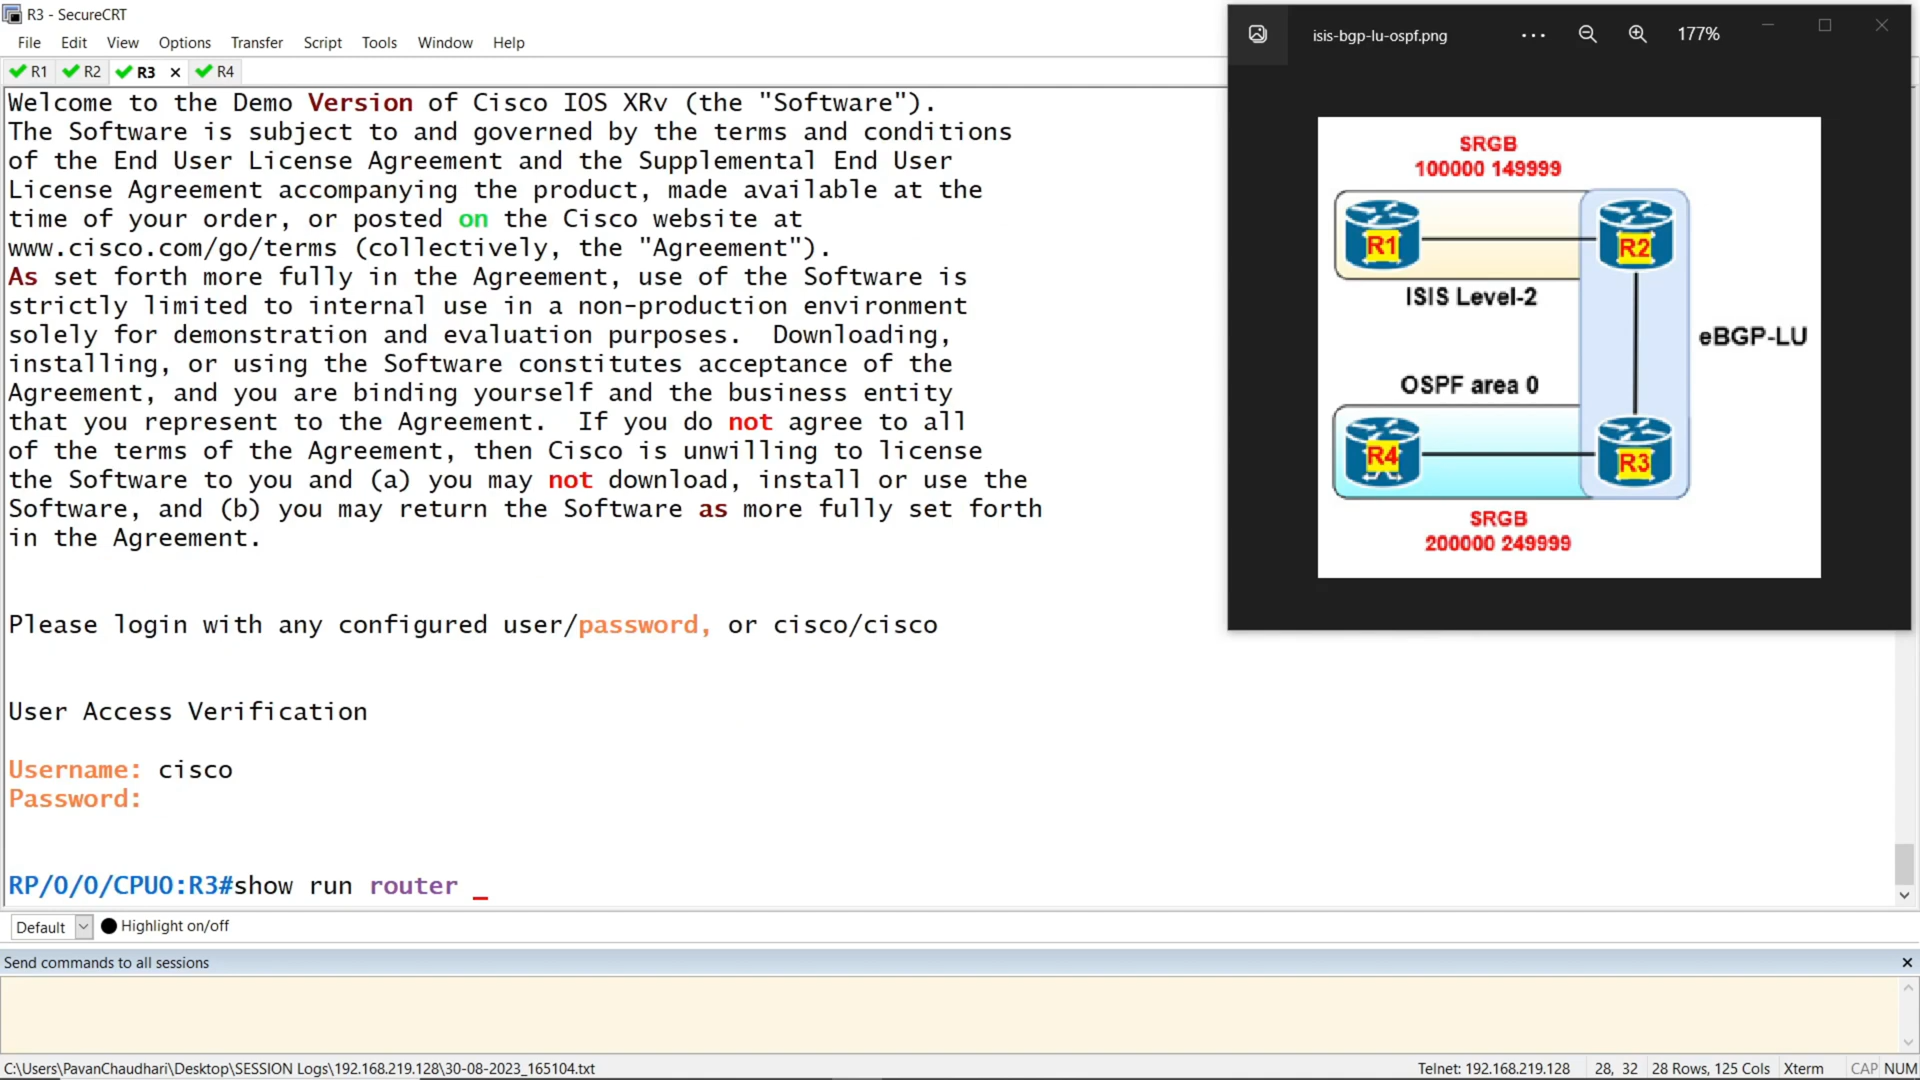 R3 - SecureCRT
File Edit View Options Transfer Script Tools Window Help
R1 R2 R3 R4
Welcome to the Demo Version of Cisco IOS XRv (the "Software").
The Software is subject to and governed by the terms and conditions
of the End User License Agreement and the Supplemental End User
License Agreement accompanying the product, made available at the
time of your order, or posted on the Cisco website at
www.cisco.com/go/terms (collectively, the "Agreement").
As set forth more fully in the Agreement, use of the Software is
strictly limited to internal use in a non-production environment
solely for demonstration and evaluation purposes.  Downloading,
installing, or using the Software constitutes acceptance of the
Agreement, and you are binding yourself and the business entity
that you represent to the Agreement.  If you do not agree to all
of the terms of the Agreement, then Cisco is unwilling to license
the Software to you and (a) you may not download, install or use the
Software, and (b) you may return the Software as more fully set forth
in the Agreement.
Please login with any configured user/password, or cisco/cisco
User Access Verification
Username: cisco
Password:
RP/0/0/CPU0:R3#show run router _
isis-bgp-lu-ospf.png ... 177%
SRGB
100000 149999
R1 R2
ISIS Level-2
eBGP-LU
OSPF area 0
R4 R3
SRGB
200000 249999
Default Highlight on/off
Send commands to all sessions
C:\Users\PavanChaudhari\Desktop\SESSION Logs\192.168.219.128\30-08-2023_165104.txt Telnet: 192.168.219.128 28, 32 28 Rows, 125 Cols Xterm CAP NUM